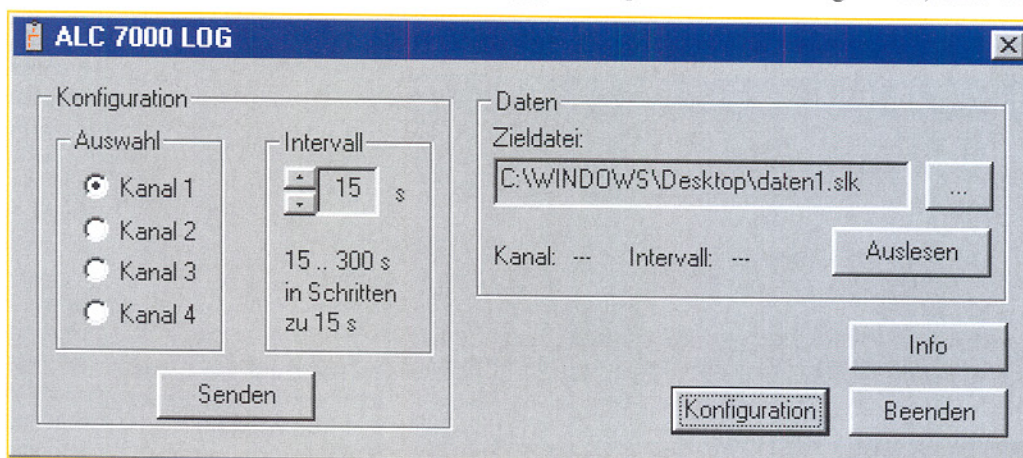 ALC 7000 LOG
Konfiguration
Auswahl
Kanal 1
Kanal 2
Kanal 3
Kanal 4
Intervall
15 s
15 .. 300 s
in Schritten
zu 15 s
Senden
Daten
Zieldatei:
C:\WINDOWS\Desktop\daten1.slk
...
Kanal: --- Intervall: ---
Auslesen
Info
Konfiguration
Beenden